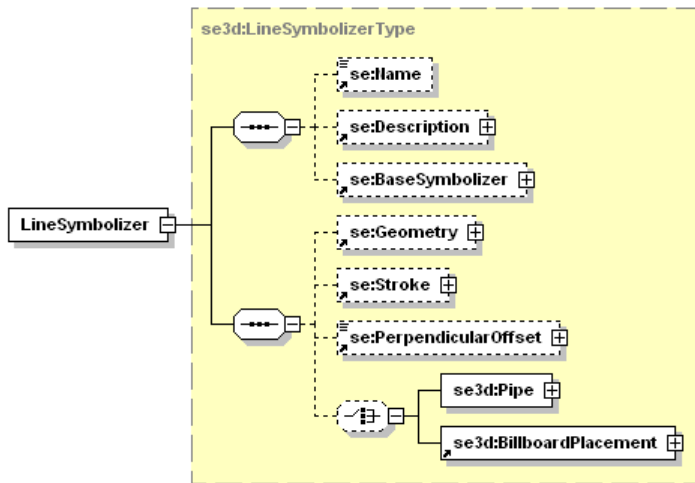 se3d:LineSymbolizerType
se:Name
se:Description
se:BaseSymbolizer
LineSymbolizer
se:Geometry
se:Stroke
se:PerpendicularOffset
se3d:Pipe
se3d:BillboardPlacement